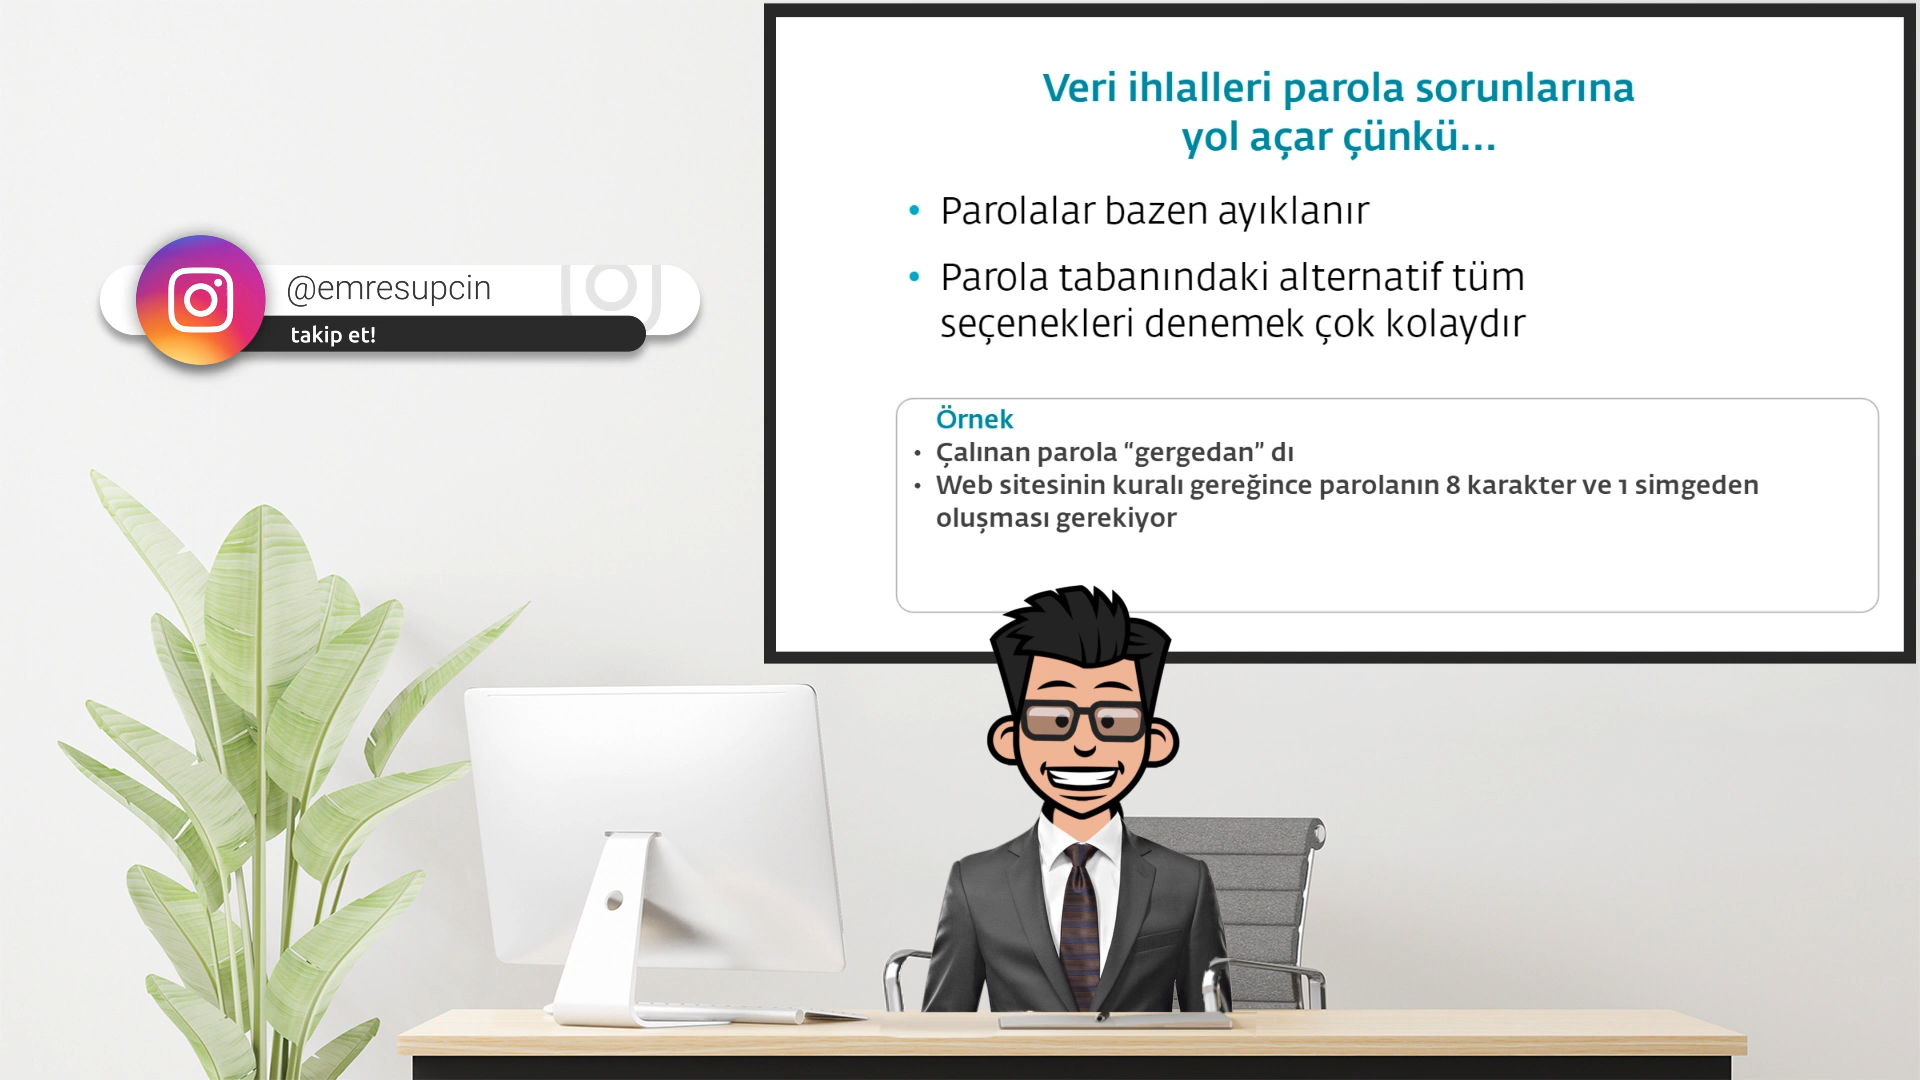 Veri ihlalleri parola sorunlarına
yol açar çünkü...
• Parolalar bazen ayıklanır
• Parola tabanındaki alternatif tüm
seçenekleri denemek çok kolaydır
@emresupcin
takip et!
Örnek
• Çalınan parola “gergedan” dı
• Web sitesinin kuralı gereğince parolanın 8 karakter ve 1 simgeden
oluşması gerekiyor